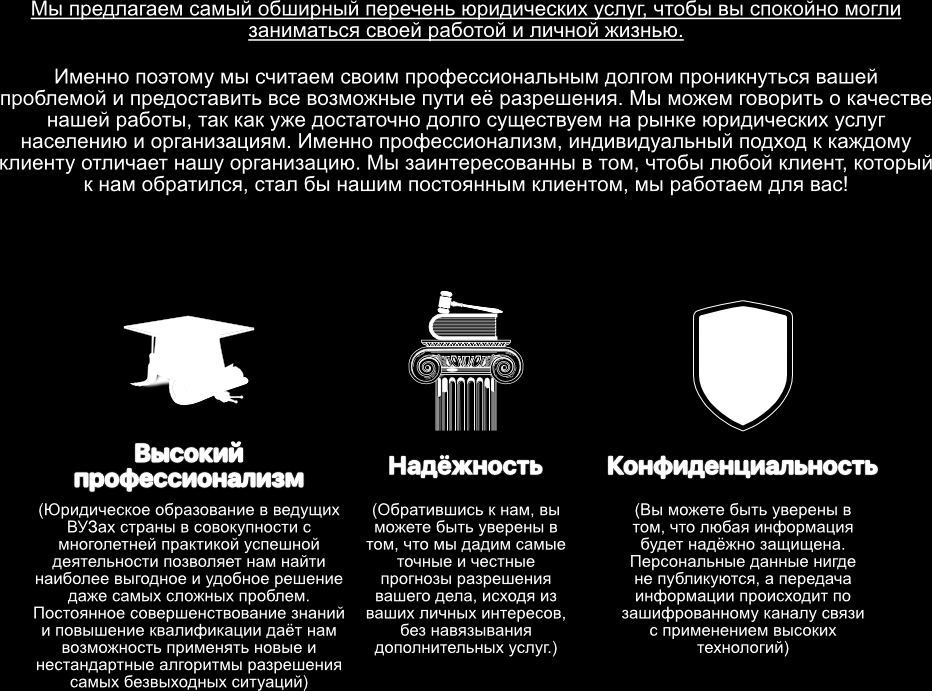 Мы предлагаем самый обширный перечень юридических услуг, чтобы вы спокойно могли
заниматься своей работой и личной жизнью.
Именно поэтому мы считаем своим профессиональным долгом проникнуться вашей
проблемой и предоставить все возможные пути её разрешения. Мы можем говорить о качестве
нашей работы, так как уже достаточно долго существуем на рынке юридических услуг
населению и организациям. Именно профессионализм, индивидуальный подход к каждому
клиенту отличает нашу организацию. Мы заинтересованны в том, чтобы любой клиент, который
к нам обратился, стал бы нашим постоянным клиентом, мы работаем для вас!
Высокий
профессионализм
(Юридическое образование в ведущих
ВУЗах страны в совокупности с
многолетней практикой успешной
деятельности позволяет нам найти
наиболее выгодное и удобное решение
даже самых сложных проблем.
Постоянное совершенствование знаний
и повышение квалификации даёт нам
возможность применять новые и
нестандартные алгоритмы разрешения
самых безвыходных ситуаций)
Надёжность
(Обратившись к нам, вы
можете быть уверены в
том, что мы дадим самые
точные и честные
прогнозы разрешения
вашего дела, исходя из
ваших личных интересов,
без навязывания
дополнительных услуг.)
Конфиденциальность
(Вы можете быть уверены в
том, что любая информация
будет надёжно защищена.
Персональные данные нигде
не публикуются, а передача
информации происходит по
зашифрованному каналу связи
с применением высоких
технологий)